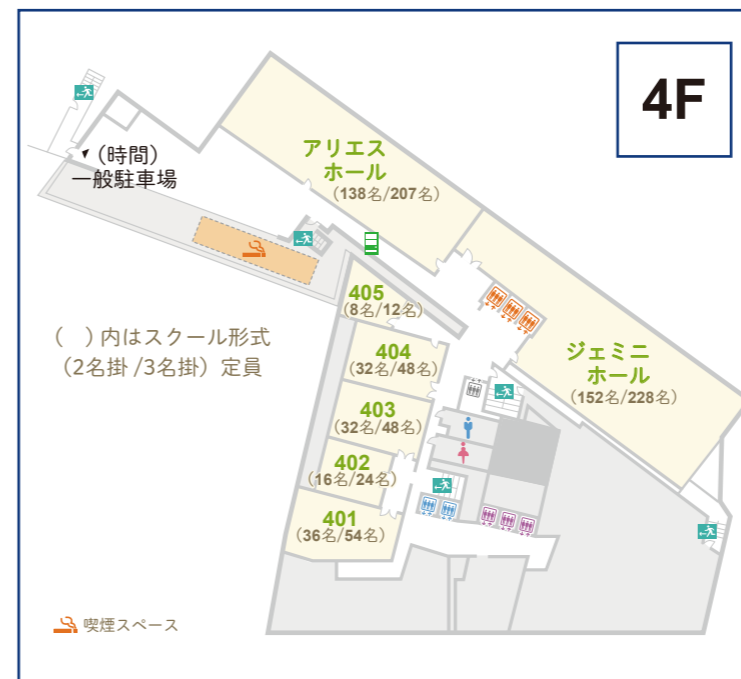 4F
アリエス
ホール
(138名/207名)
(時間)
一般駐車場
405
(8名/12名)
( )内はスクール形式
(2名掛/3名掛) 定員
404
(32名/48名)
ジェミニ
ホール
(152名/228名)
403
(32名/48名)
402
(16名/24名)
401
(36名/54名)
喫煙スペース